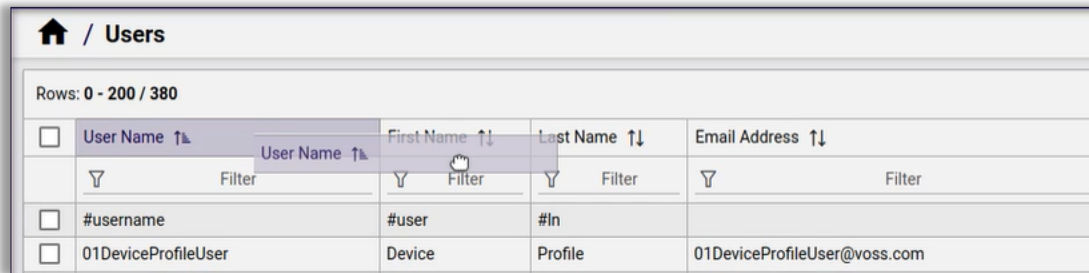 / Users
Rows: 0 - 200 / 380
User Name First Name Last Name Email Address
User Name
Filter Filter Filter Filter
#username #user #ln
01DeviceProfileUser Device Profile 01DeviceProfileUser@voss.com